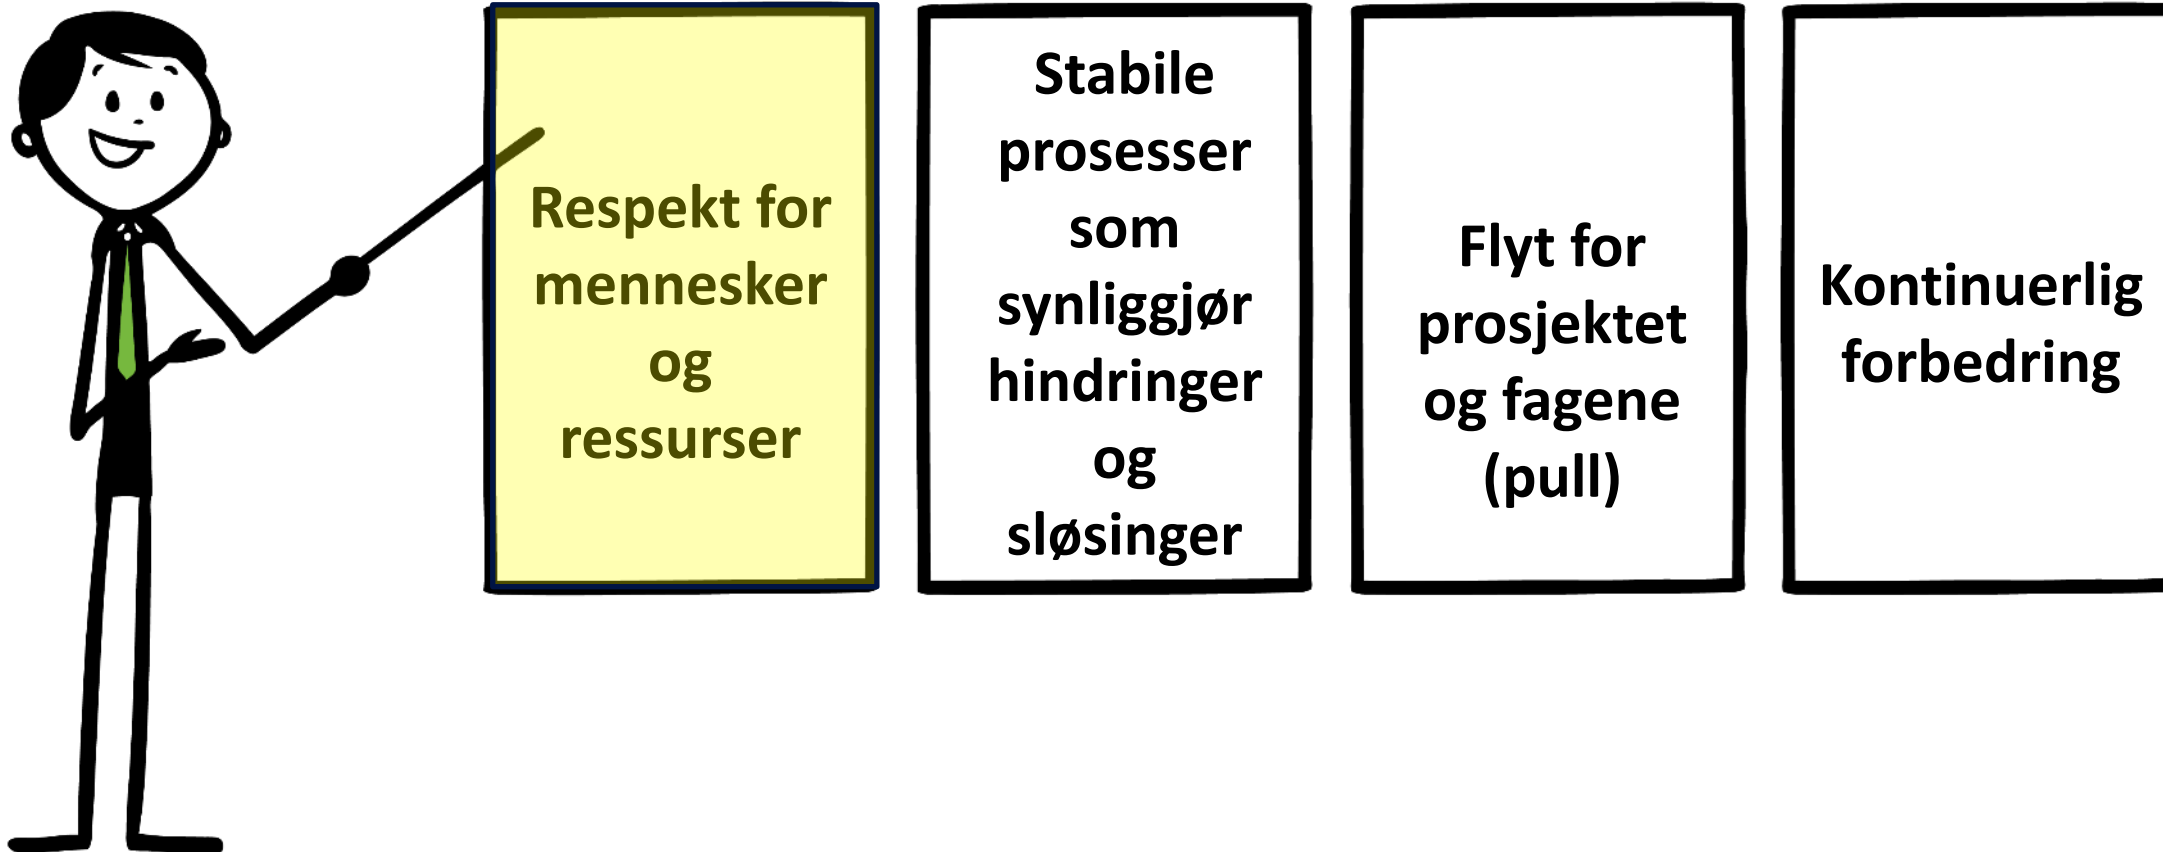 Respekt for
mennesker
og
ressurser
Stabile
prosesser
som
synliggjør
hindringer
og
sløsinger
Flyt for
prosjektet
og fagene
(pull)
Kontinuerlig
forbedring